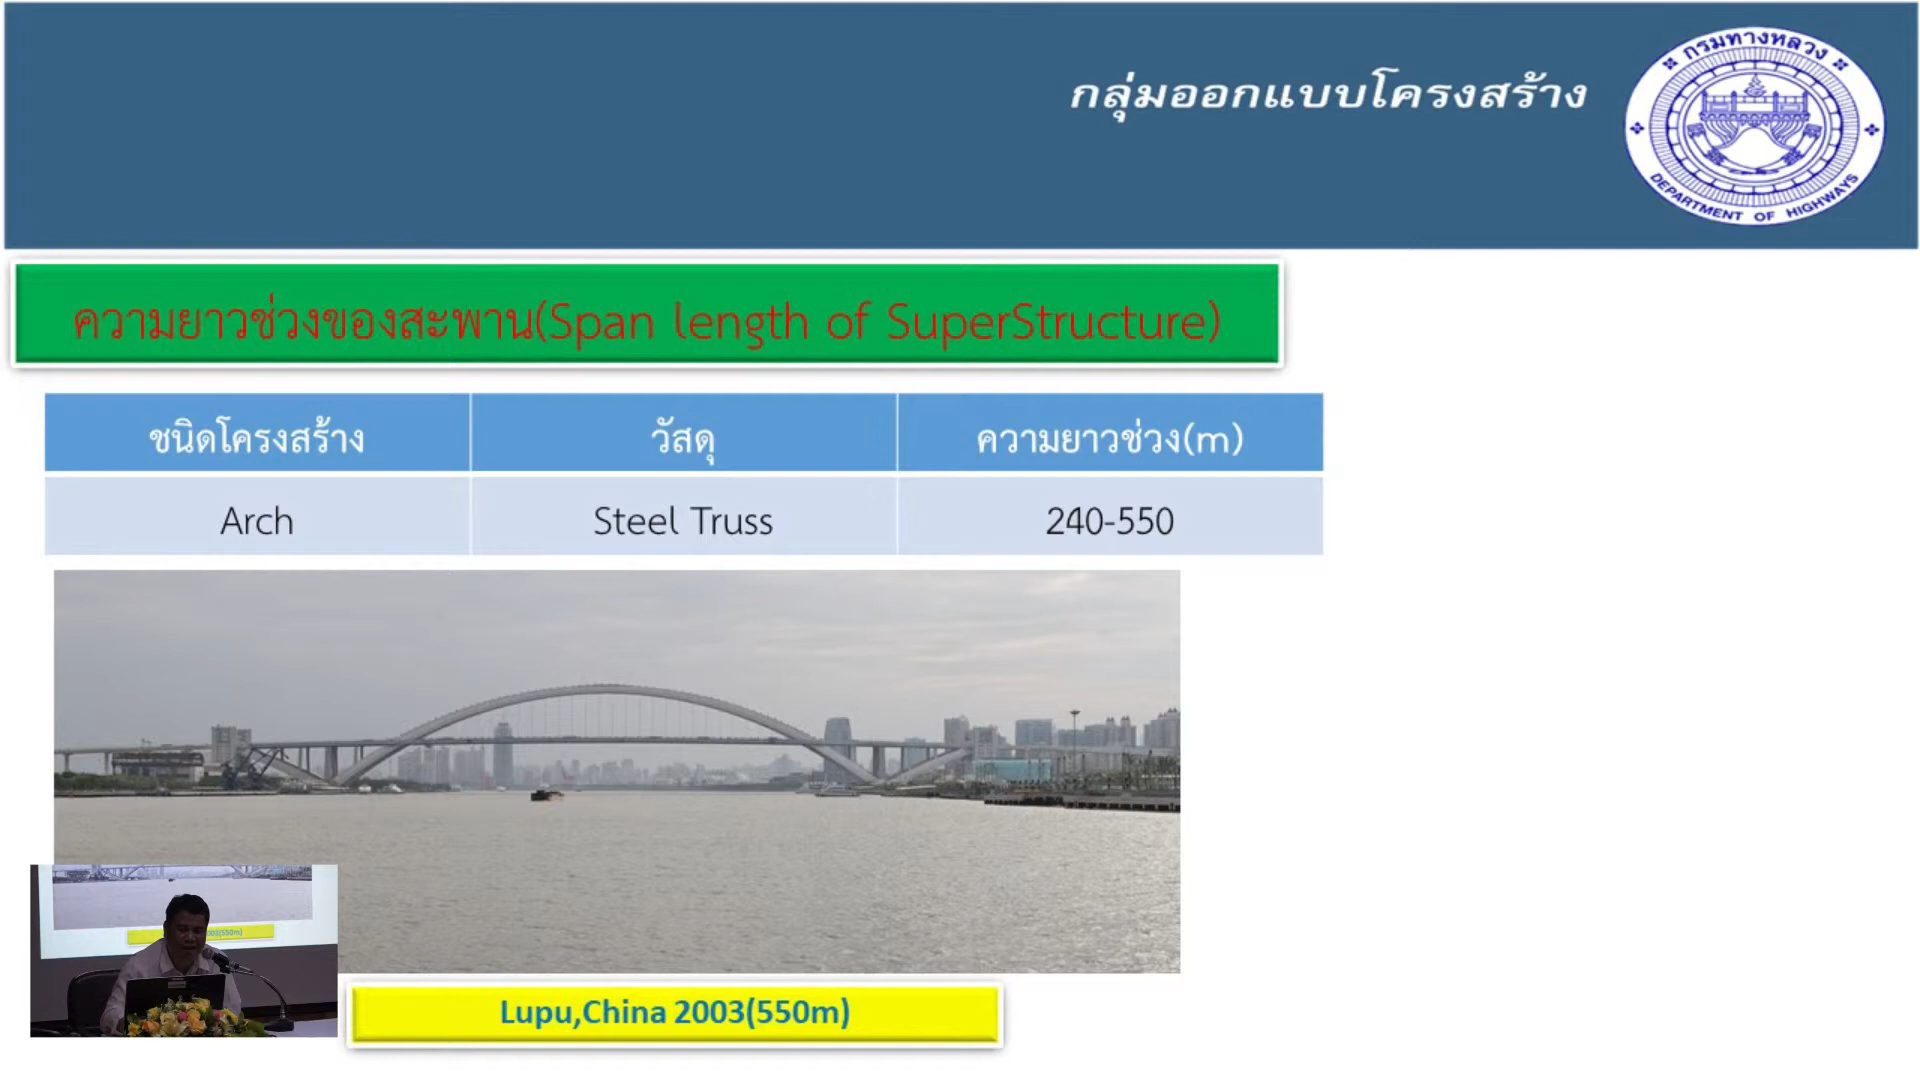 กลุ่มออกแบบโครงสร้าง
กรมทางหลวง
DEPARTMENT OF HIGHWAYS
ความยาวช่วงของสะพาน(Span length of SuperStructure)
ชนิดโครงสร้าง วัสดุ ความยาวช่วง(m)
Arch Steel Truss 240-550
Lupu,China 2003(550m)